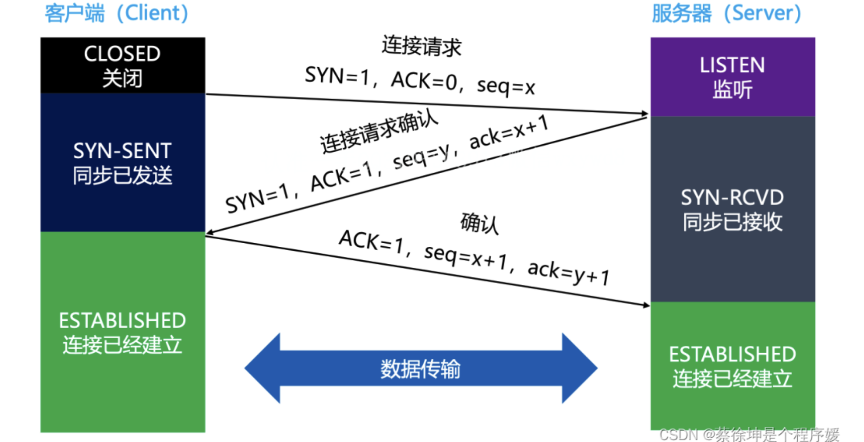 客户端（Client）
服务器（Server）
CLOSED
关闭
连接请求
SYN=1，ACK=0，seq=x
LISTEN
监听
SYN-SENT
同步已发送
连接请求确认
SYN=1，ACK=1，seq=y，ack=x+1
SYN-RCVD
同步已接收
确认
ACK=1，seq=x+1，ack=y+1
ESTABLISHED
连接已经建立
数据传输
ESTABLISHED
连接已经建立
CSDN @蔡徐坤是个程序媛